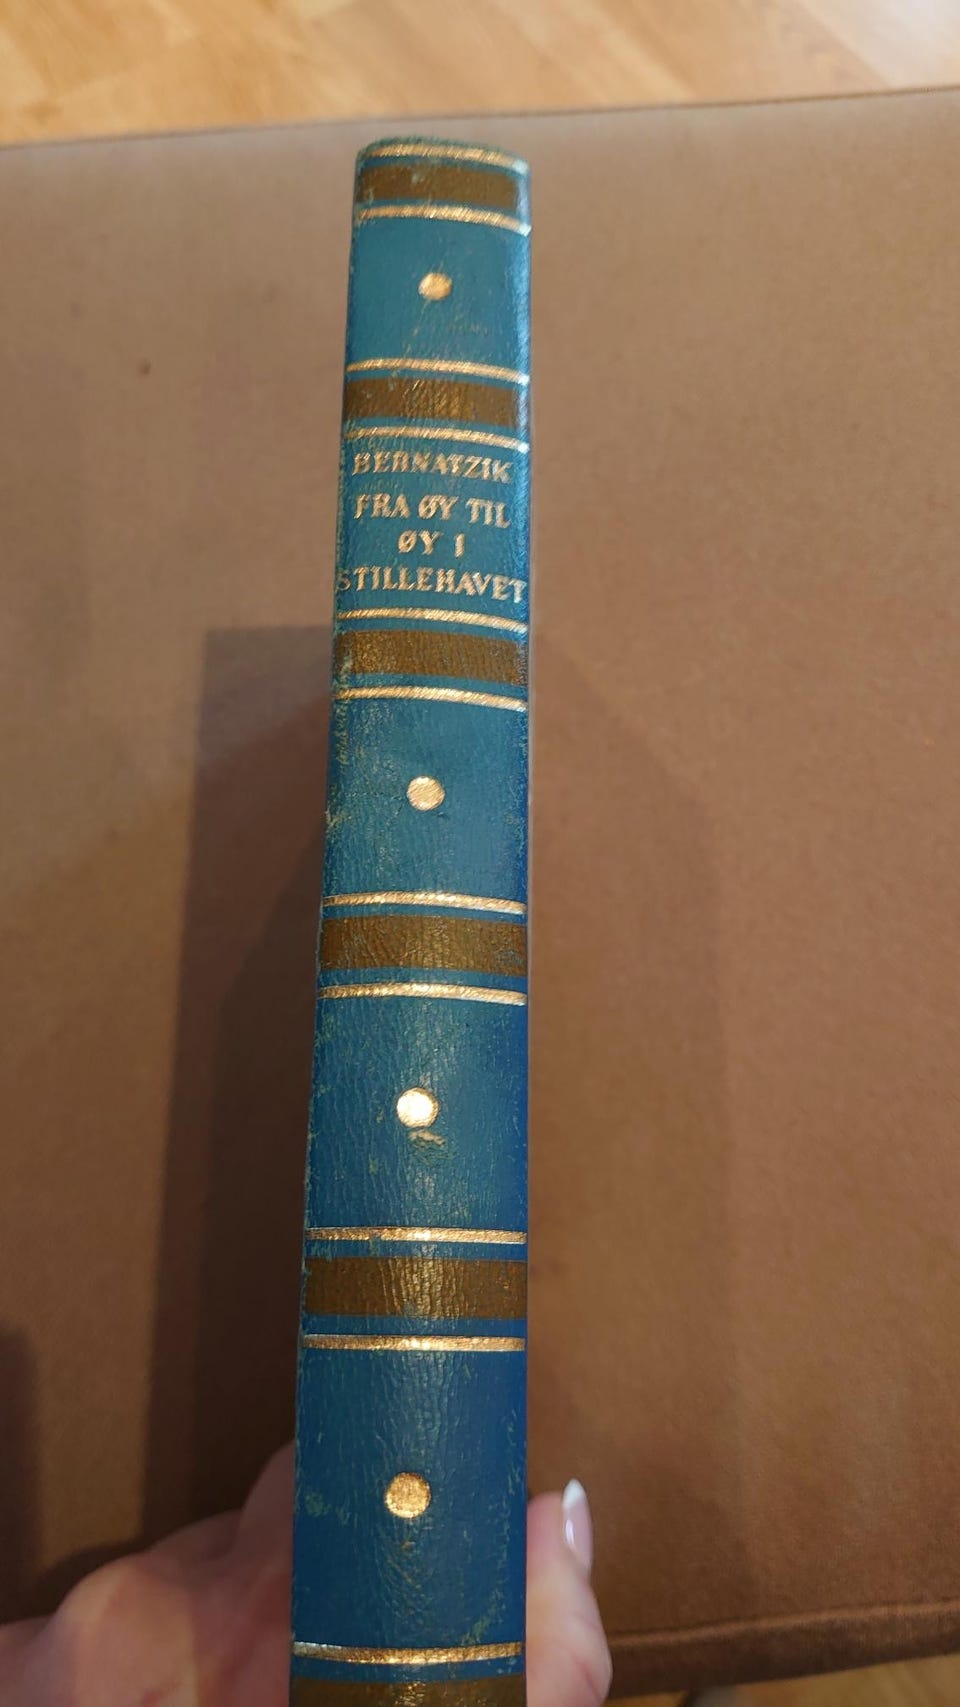 BERNATZIK
FRA ØY TIL
ØY I
STILLEHAVET